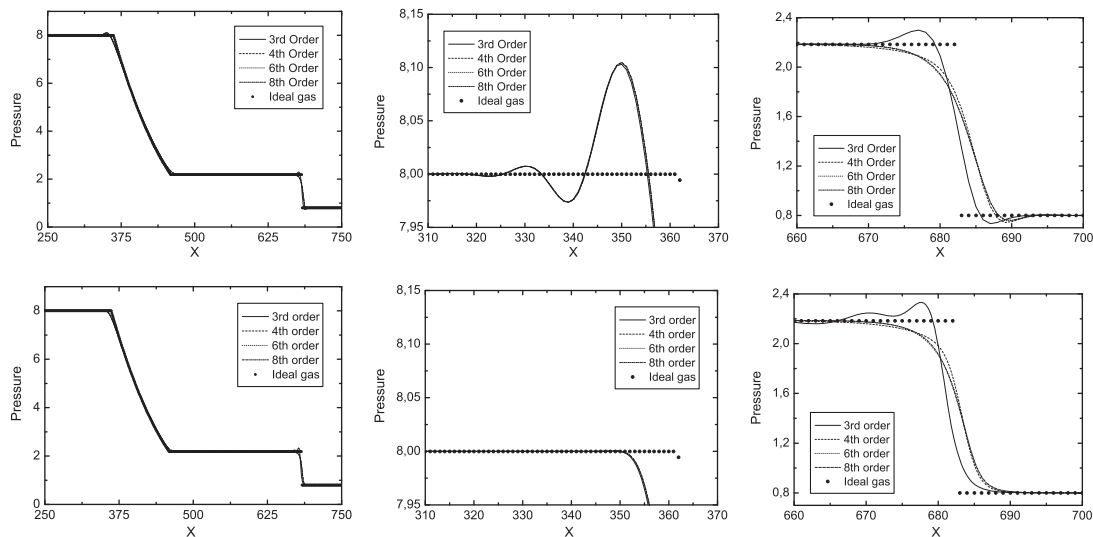 Pressure
8
6
4
2
0
250 375 500 625 750
X
3rd Order
4th Order
6th Order
8th Order
Ideal gas
Pressure
8,15
8,10
8,05
8,00
7,95
310 320 330 340 350 360 370
X
3rd Order
4th Order
6th Order
8th Order
Ideal gas
Pressure
2,4
2,0
1,6
1,2
0,8
660 670 680 690 700
X
3rd Order
4th Order
6th Order
8th Order
Ideal gas
Pressure
8
6
4
2
0
250 375 500 625 750
X
3rd order
4th order
6th order
8th order
Ideal gas
Pressure
8,15
8,10
8,05
8,00
7,95
310 320 330 340 350 360 370
X
3rd order
4th order
6th order
8th order
Ideal gas
Pressure
2,4
2,0
1,6
1,2
0,8
660 670 680 690 700
X
3rd order
4th order
6th order
8th order
Ideal gas